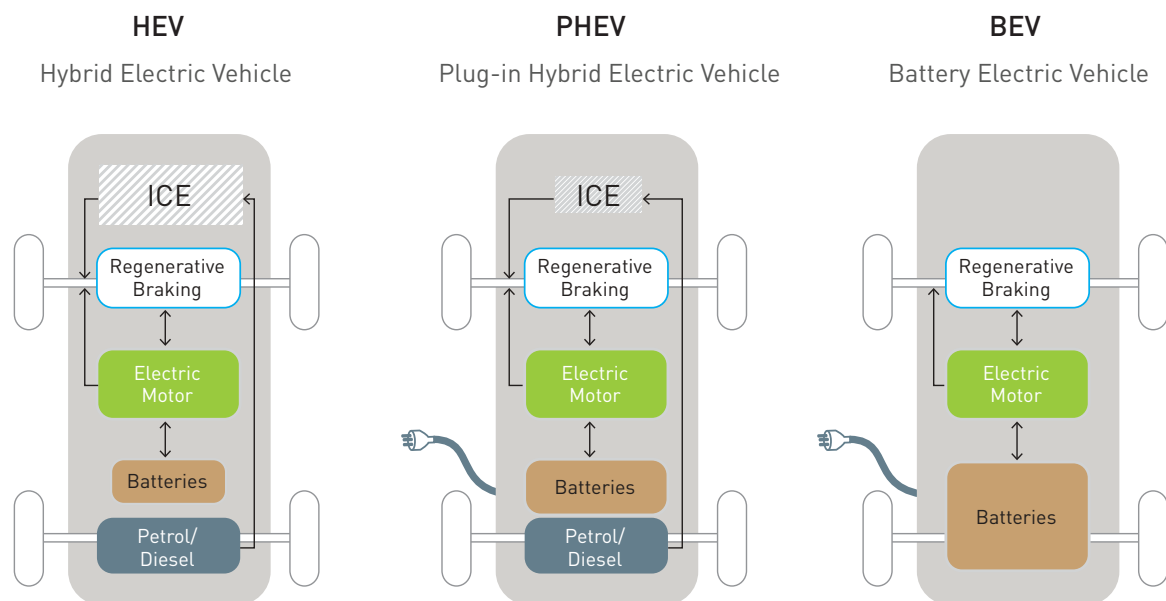 HEV
Hybrid Electric Vehicle
ICE
Regenerative
Braking
Electric
Motor
Batteries
Petrol/
Diesel
PHEV
Plug-in Hybrid Electric Vehicle
ICE
Regenerative
Braking
Electric
Motor
Batteries
Petrol/
Diesel
BEV
Battery Electric Vehicle
Regenerative
Braking
Electric
Motor
Batteries